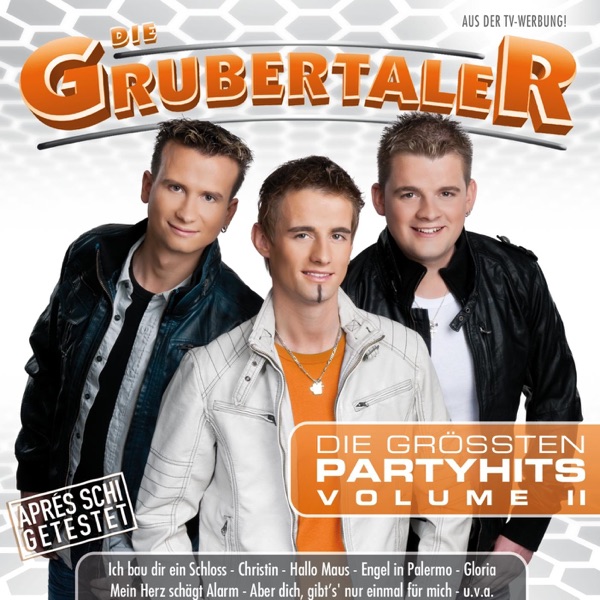 AUS DER TV-WERBUNG!
DIE
GRUBERTALER
DIE GRÖSSTEN
PARTYHITS
VOLUME II
APRÉS SCHI
GETESTET
Ich bau dir ein Schloss - Christin - Hallo Maus - Engel in Palermo - Gloria
Mein Herz schägt Alarm - Aber dich, gibt‘s' nur einmal für mich - u.v.a.